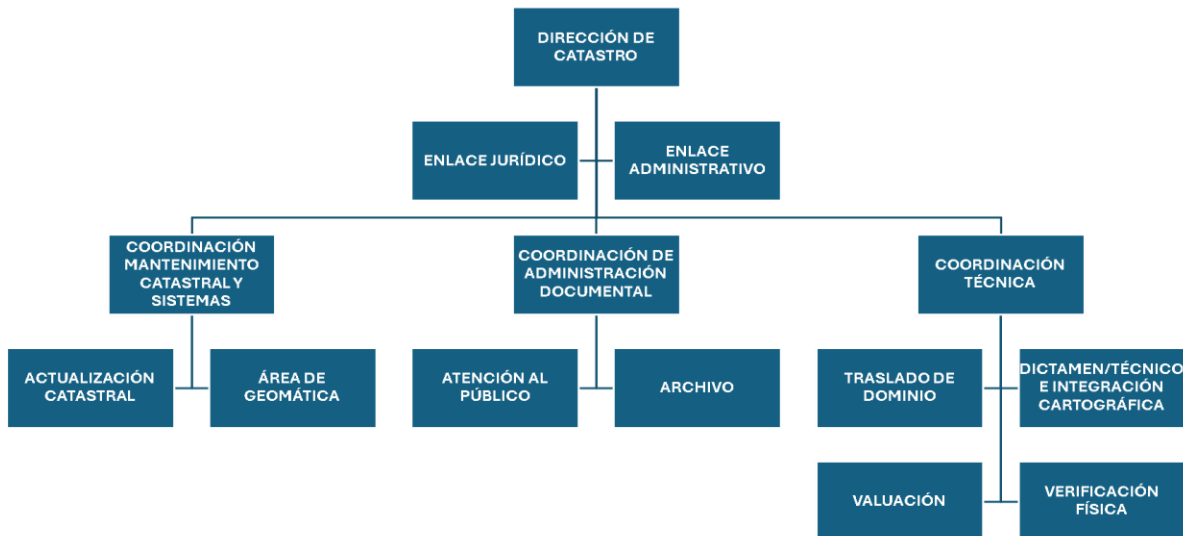 DIRECCIÓN DE
CATASTRO
ENLACE JURÍDICO
ENLACE
ADMINISTRATIVO
COORDINACIÓN
MANTENIMIENTO
CATASTRAL Y
SISTEMAS
COORDINACIÓN DE
ADMINISTRACIÓN
DOCUMENTAL
COORDINACIÓN
TÉCNICA
ACTUALIZACIÓN
CATASTRAL
ÁREA DE
GEOMÁTICA
ATENCIÓN AL
PÚBLICO
ARCHIVO
TRASLADO DE
DOMINIO
DICTAMEN/TÉCNICO
E INTEGRACIÓN
CARTOGRÁFICA
VALUACIÓN
VERIFICACIÓN
FÍSICA